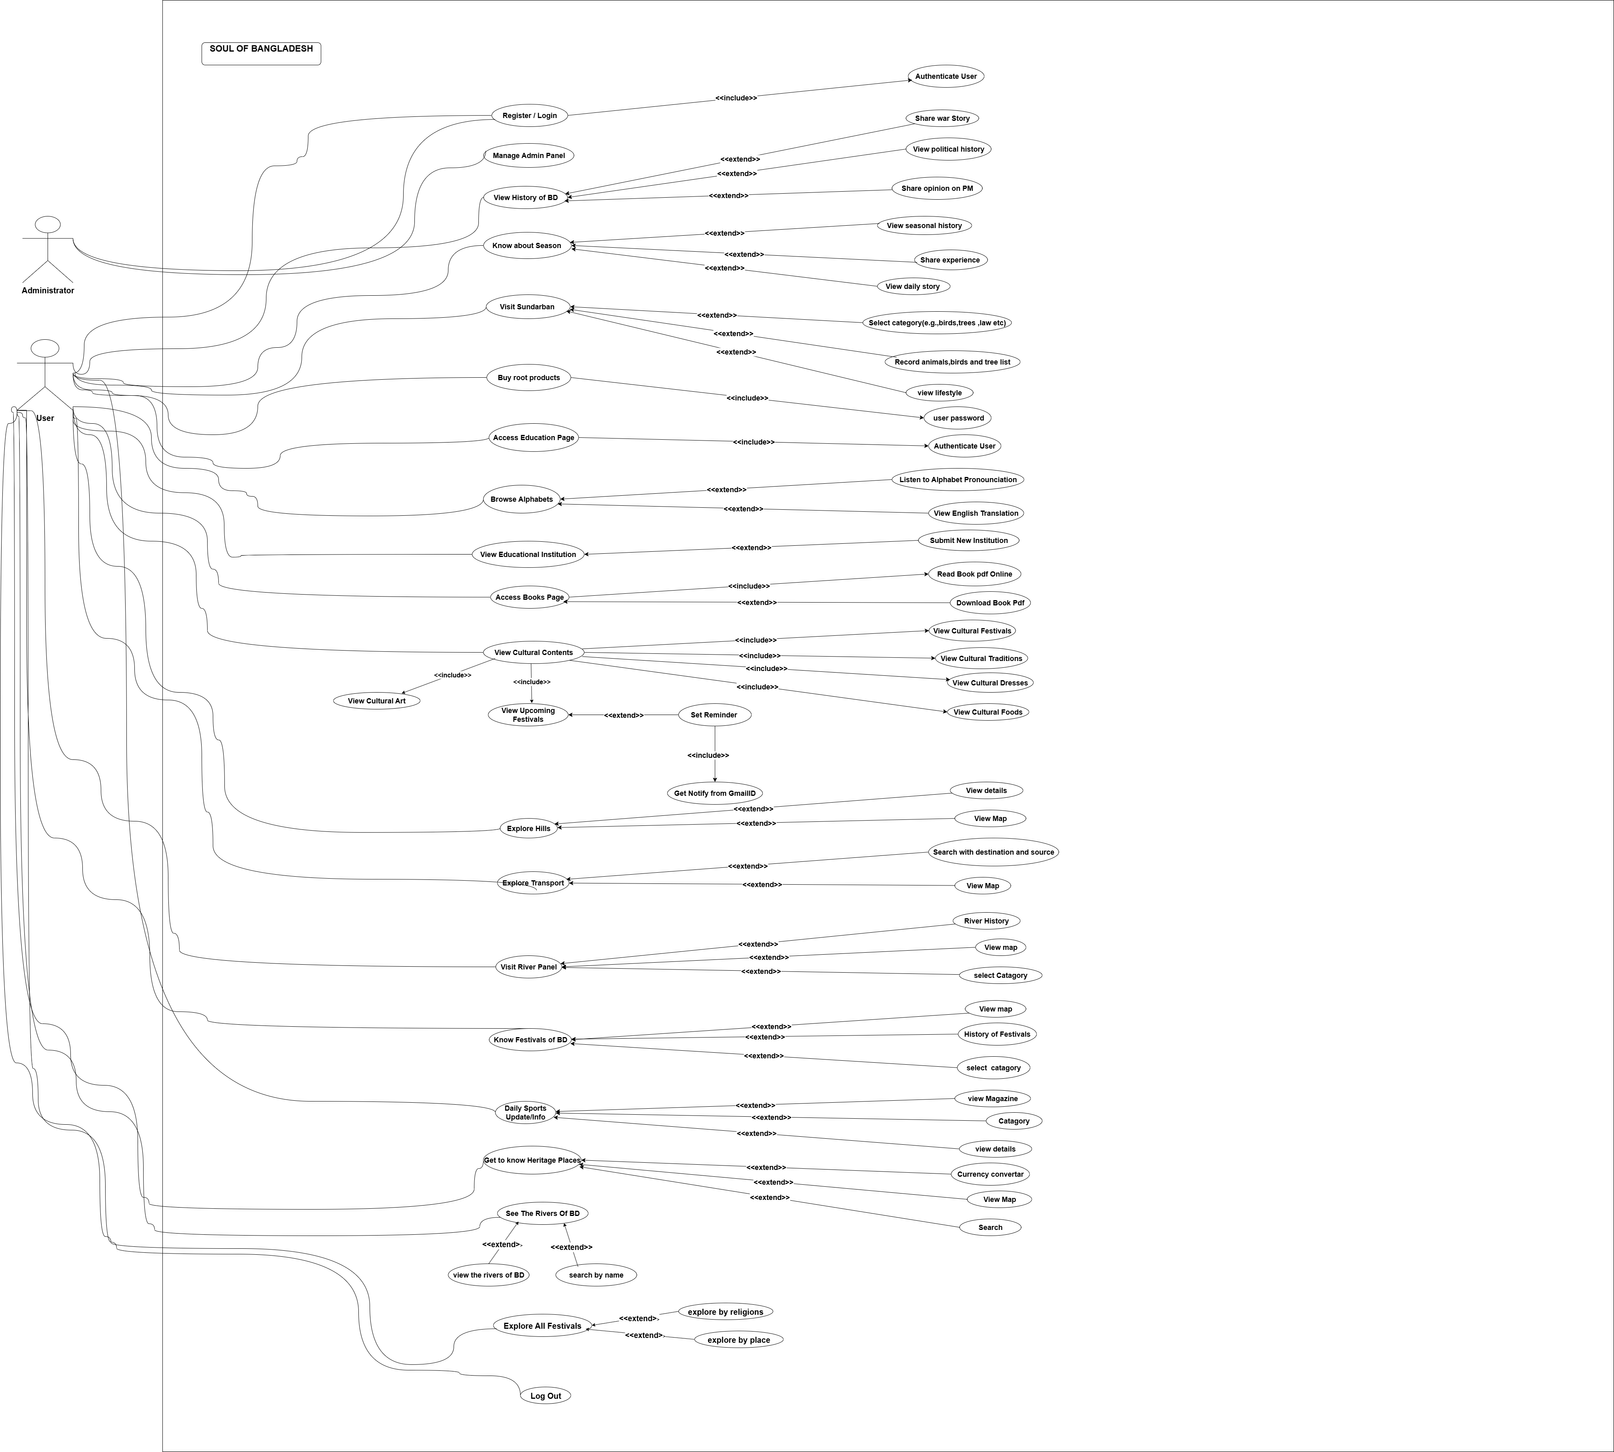 SOUL OF BANGLADESH
Authenticate User
<<include>>
Register / Login
Share war Story
View political history
Manage Admin Panel
<<extend>>
<<extend>>
Share opinion on PM
<<extend>>
View History of BD
View seasonal history
<<extend>>
Know about Season
<<extend>>
Share experience
<<extend>>
View daily story
Administrator
Visit Sundarban
<<extend>>
Select category(e.g.,birds,trees ,law etc)
<<extend>>
<<extend>>
Record animals,birds and tree list
Buy root products
view lifestyle
<<include>>
user password
User
Access Education Page
<<include>>
Authenticate User
Listen to Alphabet Pronounciation
<<extend>>
Browse Alphabets
<<extend>>
View English Translation
Submit New Institution
<<extend>>
View Educational Institution
Read Book pdf Online
<<include>>
Access Books Page
<<extend>>
Download Book Pdf
View Cultural Festivals
<<include>>
View Cultural Contents
<<include>>
View Cultural Traditions
<<include>>
<<include>>
<<include>>
View Cultural Dresses
<<include>>
View Cultural Art
View Upcoming
Festivals
<<extend>>
Set Reminder
View Cultural Foods
<<include>>
Get Notify from GmailID
View details
<<extend>>
View Map
<<extend>>
Explore Hills
Search with destination and source
<<extend>>
Explore Transport
<<extend>>
View Map
River History
<<extend>>
View map
<<extend>>
Visit River Panel
<<extend>>
select Catagory
View map
<<extend>>
History of Festivals
<<extend>>
Know Festivals of BD
<<extend>>
select  catagory
view Magazine
<<extend>>
Daily Sports
Update/Info
<<extend>>
Catagory
<<extend>>
view details
Get to know Heritage Places
<<extend>>
Currency convertar
<<extend>>
<<extend>>
View Map
See The Rivers Of BD
Search
<<extend>>
<<extend>>
view the rivers of BD
search by name
explore by religions
<<extend>>
Explore All Festivals
<<extend>>
explore by place
Log Out